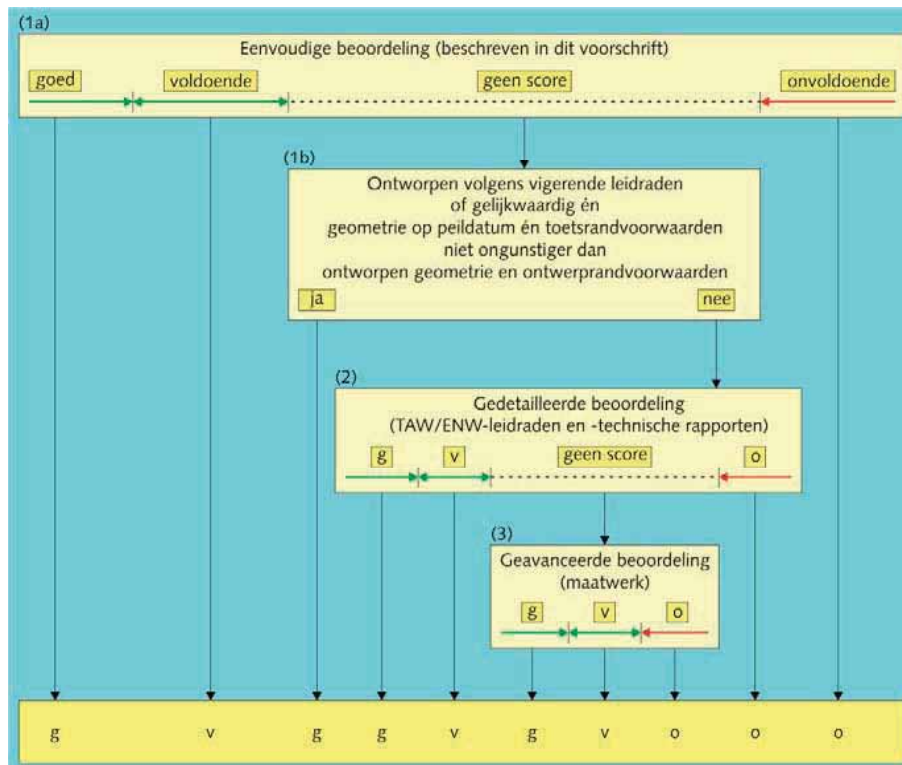 (1a)
Eenvoudige beoordeling (beschreven in dit voorschrift)
goed voldoende geen score onvoldoende
(1b)
Ontworpen volgens vigerende leidraden
of gelijkwaardig én
geometrie op peildatum én toetsrandvoorwaarden
niet ongunstiger dan
ontworpen geometrie en ontwerprandvoorwaarden
ja nee
(2)
Gedetailleerde beoordeling
(TAW/ENW-leidraden en -technische rapporten)
g v geen score o
(3)
Geavanceerde beoordeling
(maatwerk)
g v o
g v g g v g v o o o